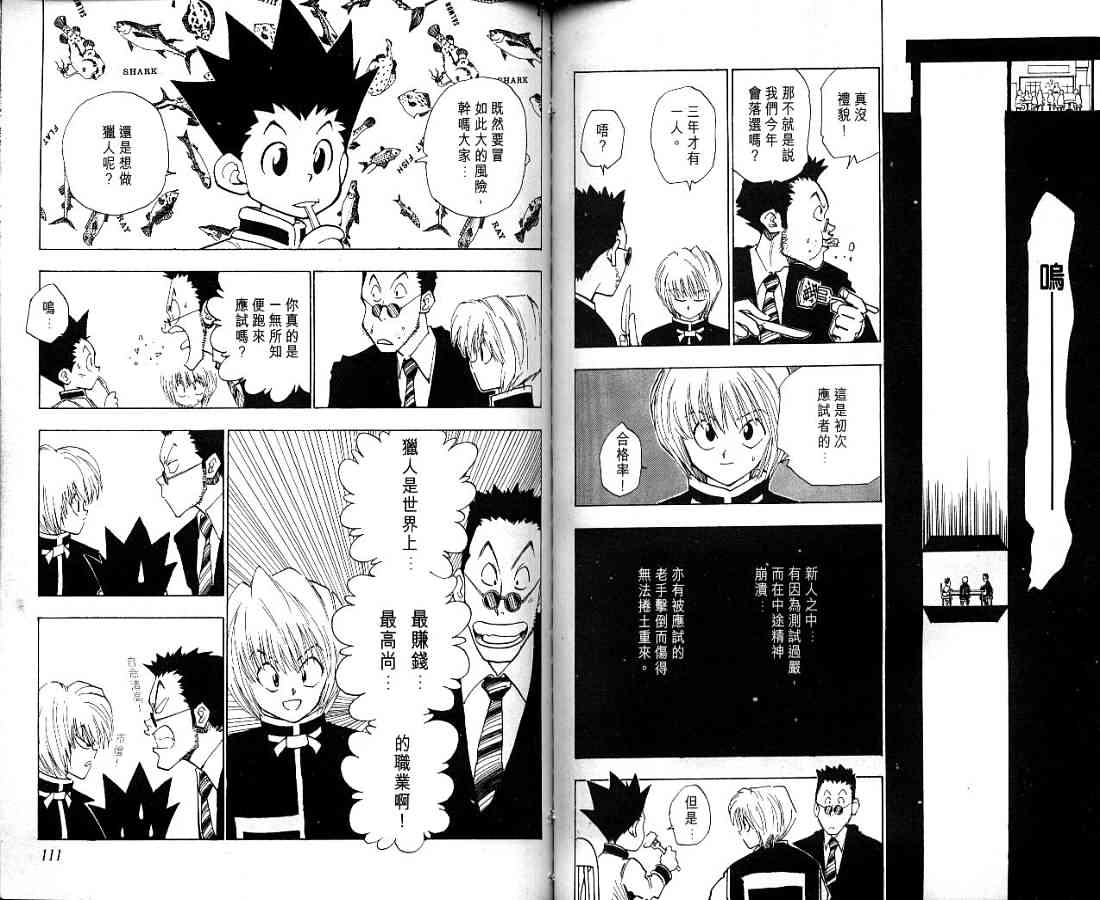 嗚
真沒
禮貌！
那不就是說
我們今年
會落選嗎？
三年才有
一人。
唔？
這是初次
應試者的…
合格率！
新人之中…
有因為測試過嚴，
而在中途精神
崩潰…
亦有被應試的
老手擊倒而傷得
無法捲土重來。
但是…
既然要冒
如此大的風險，
幹嗎大家…
還是想做
獵人呢？
SHARK
FLAT FISH
RAY
你真的是
一無所知
便跑來
應試嗎？
嗚…
獵人是世界上…
最賺錢…
最高尚…
的職業啊！
111